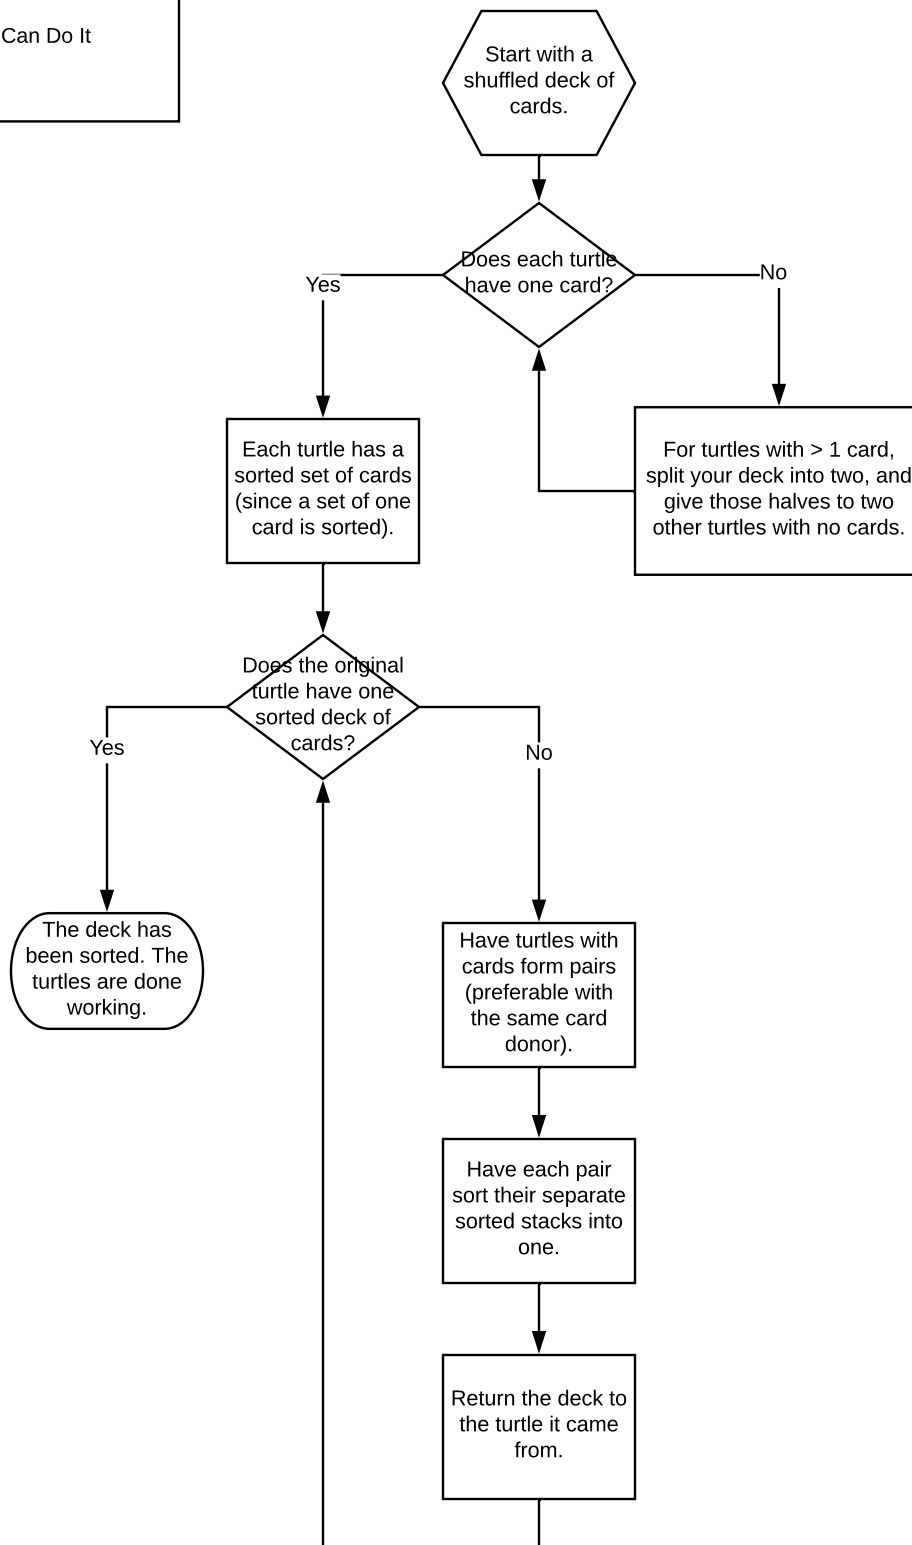 Can Do It
Start with a
shuffled deck of
cards.
Does each turtle
have one card?
Yes
No
Each turtle has a
sorted set of cards
(since a set of one
card is sorted).
For turtles with > 1 card,
split your deck into two, and
give those halves to two
other turtles with no cards.
Does the original
turtle have one
sorted deck of
cards?
Yes
No
The deck has
been sorted. The
turtles are done
working.
Have turtles with
cards form pairs
(preferable with
the same card
donor).
Have each pair
sort their separate
sorted stacks into
one.
Return the deck to
the turtle it came
from.